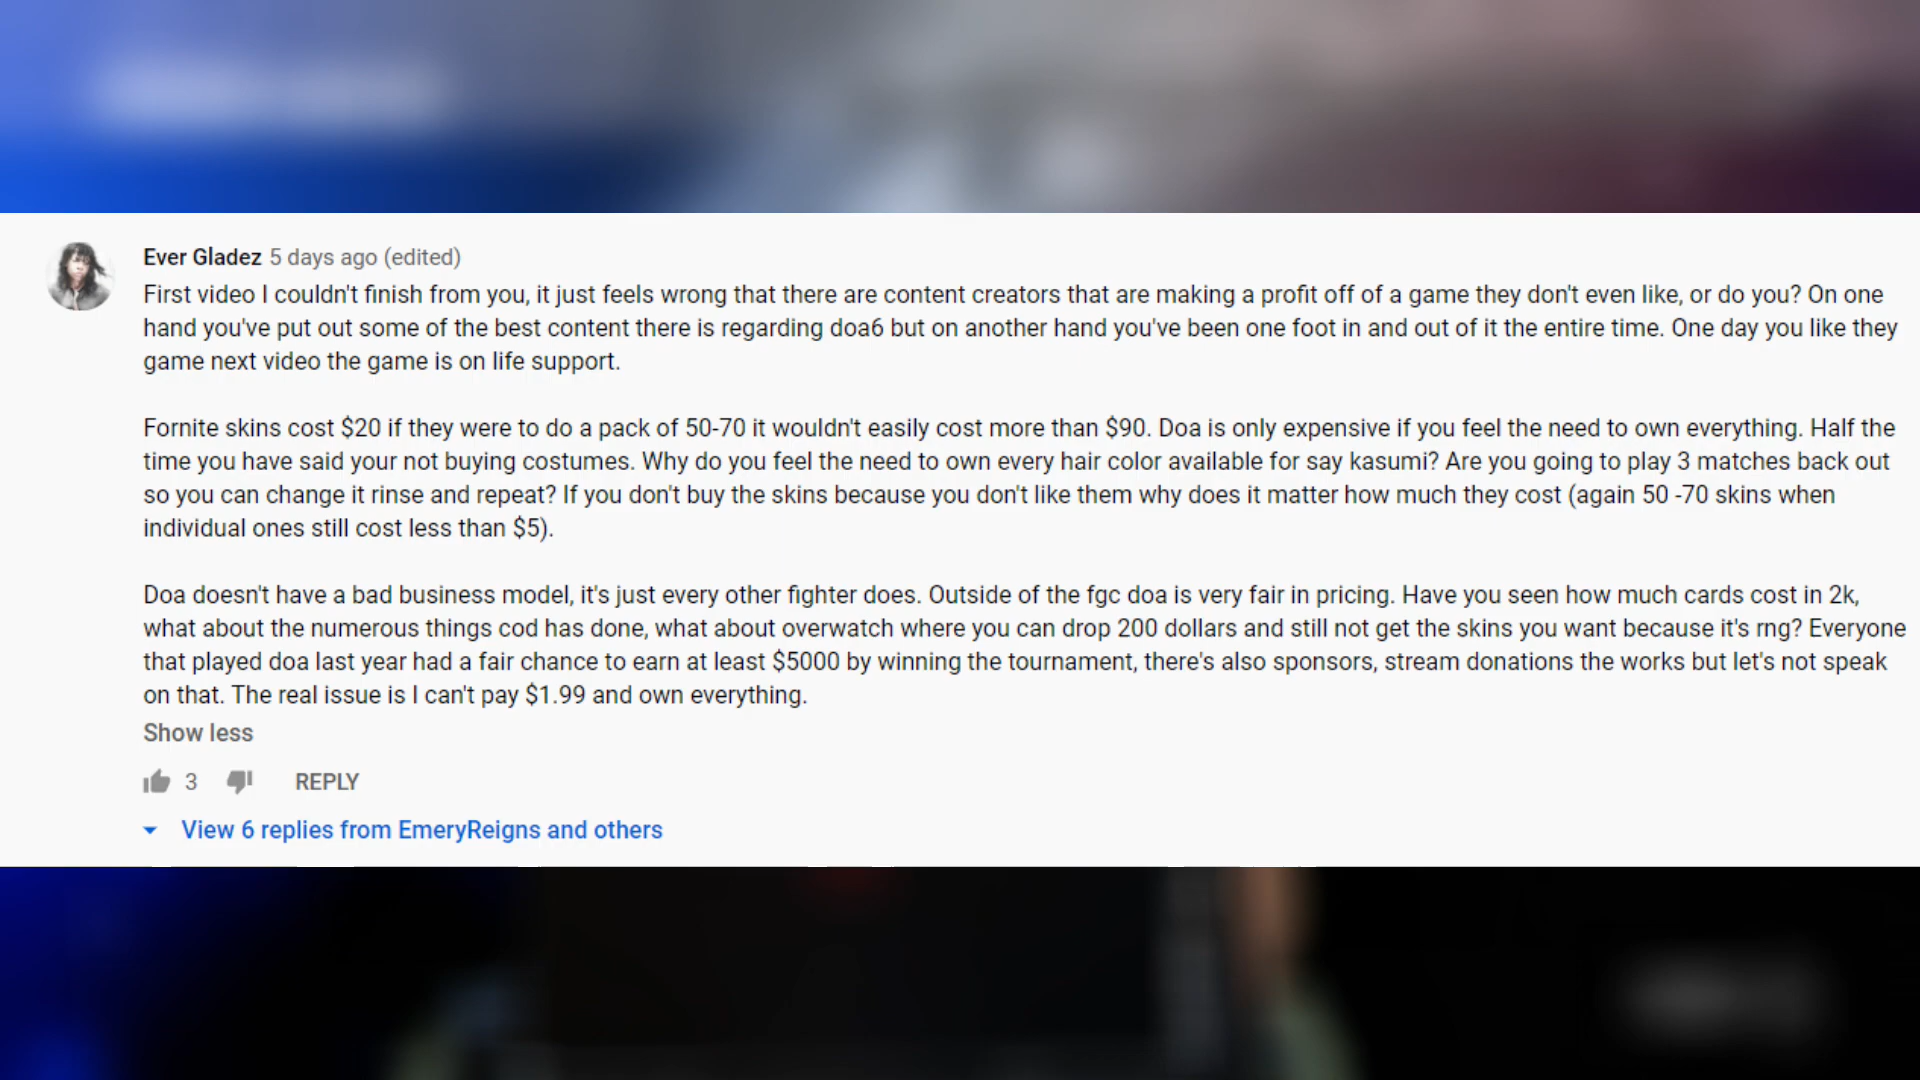 Ever Gladez 5 days ago (edited)
First video I couldn't finish from you, it just feels wrong that there are content creators that are making a profit off of a game they don't even like, or do you? On one
hand you've put out some of the best content there is regarding doa6 but on another hand you've been one foot in and out of it the entire time. One day you like they
game next video the game is on life support.
Fornite skins cost $20 if they were to do a pack of 50-70 it wouldn't easily cost more than $90. Doa is only expensive if you feel the need to own everything. Half the
time you have said your not buying costumes. Why do you feel the need to own every hair color available for say kasumi? Are you going to play 3 matches back out
so you can change it rinse and repeat? If you don't buy the skins because you don't like them why does it matter how much they cost (again 50 -70 skins when
individual ones still cost less than $5).
Doa doesn't have a bad business model, it's just every other fighter does. Outside of the fgc doa is very fair in pricing. Have you seen how much cards cost in 2k,
what about the numerous things cod has done, what about overwatch where you can drop 200 dollars and still not get the skins you want because it's rng? Everyone
that played doa last year had a fair chance to earn at least $5000 by winning the tournament, there's also sponsors, stream donations the works but let's not speak
on that. The real issue is I can't pay $1.99 and own everything.
Show less
3 REPLY
View 6 replies from EmeryReigns and others